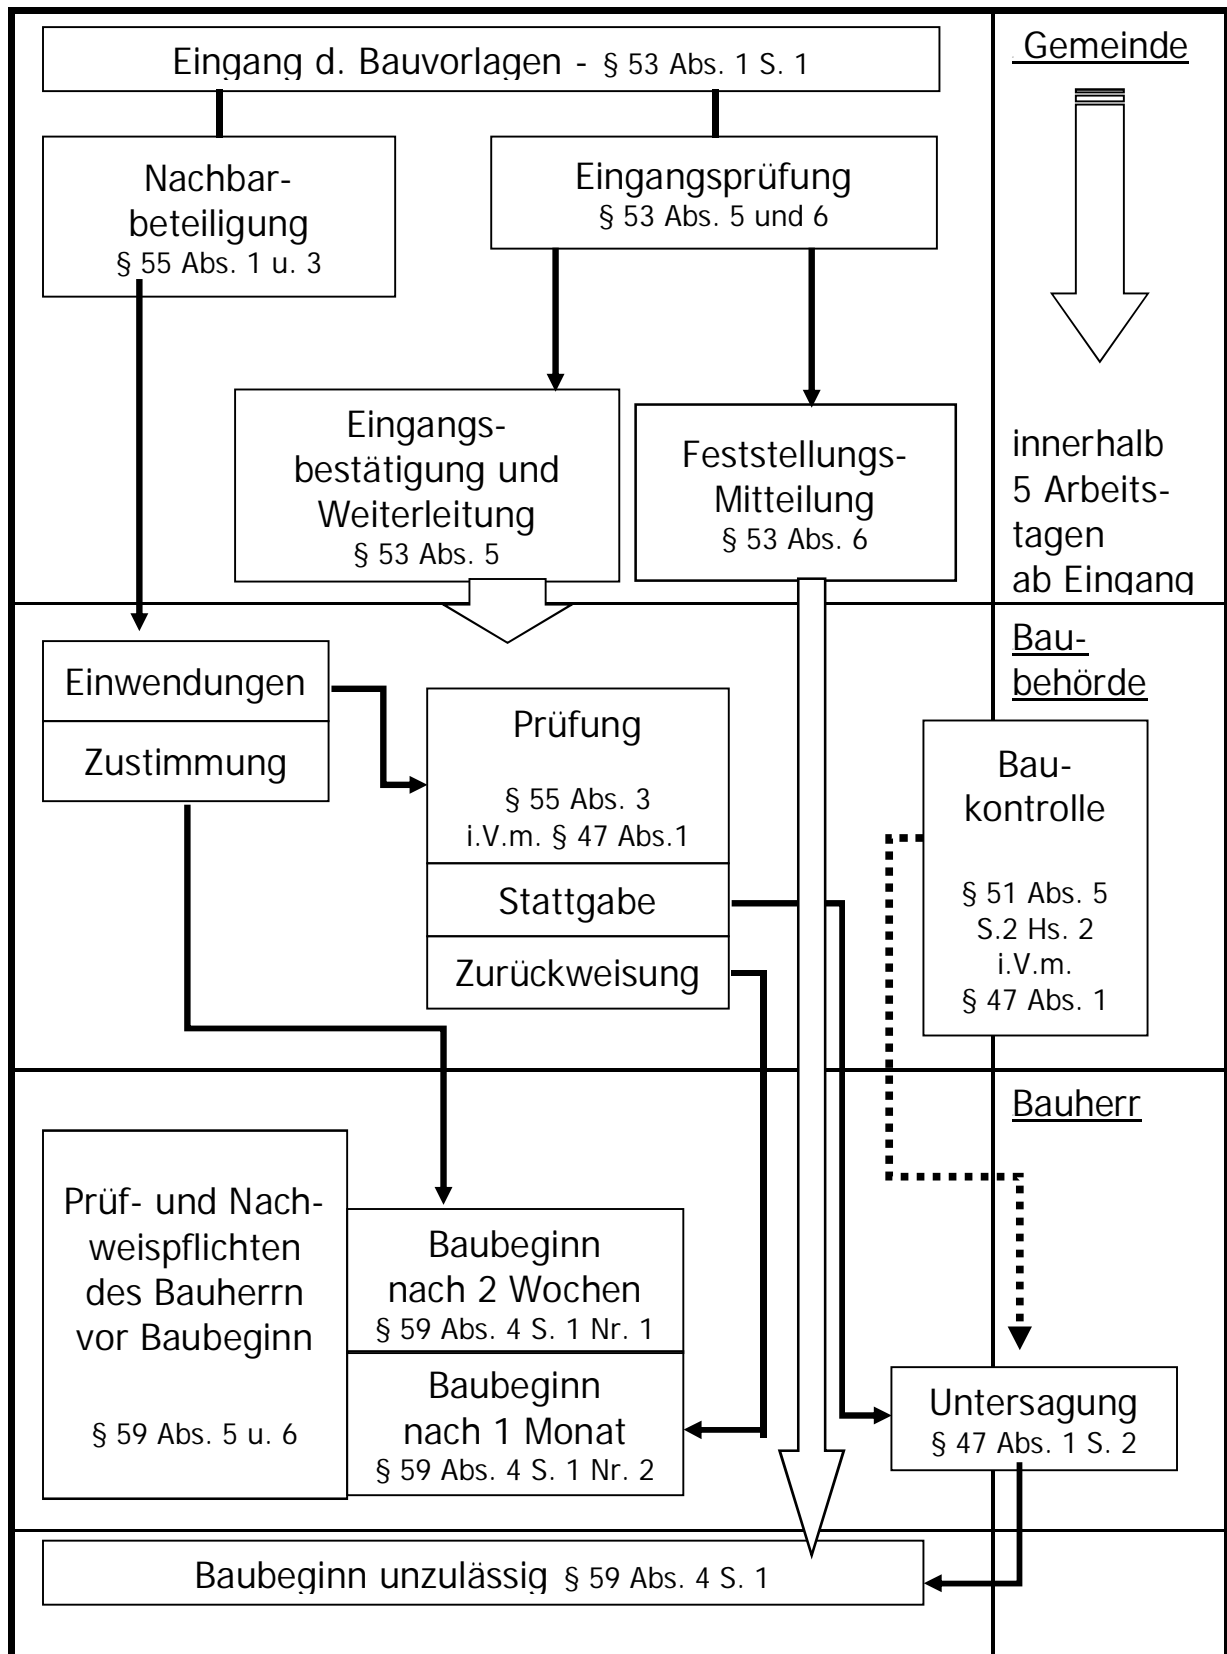 Eingang d. Bauvorlagen - § 53 Abs. 1 S. 1
Gemeinde
Nachbar-
beteiligung
§ 55 Abs. 1 u. 3
Eingangsprüfung
§ 53 Abs. 5 und 6
Eingangs-
bestätigung und
Weiterleitung
§ 53 Abs. 5
Feststellungs-
Mitteilung
§ 53 Abs. 6
innerhalb
5 Arbeits-
tagen
ab Eingang
Bau-
behörde
Einwendungen
Zustimmung
Prüfung
§ 55 Abs. 3
i.V.m. § 47 Abs.1
Stattgabe
Zurückweisung
Bau-
kontrolle
§ 51 Abs. 5
S.2 Hs. 2
i.V.m.
§ 47 Abs. 1
Bauherr
Prüf- und Nach-
weispflichten
des Bauherrn
vor Baubeginn
§ 59 Abs. 5 u. 6
Baubeginn
nach 2 Wochen
§ 59 Abs. 4 S. 1 Nr. 1
Baubeginn
nach 1 Monat
§ 59 Abs. 4 S. 1 Nr. 2
Untersagung
§ 47 Abs. 1 S. 2
Baubeginn unzulässig § 59 Abs. 4 S. 1